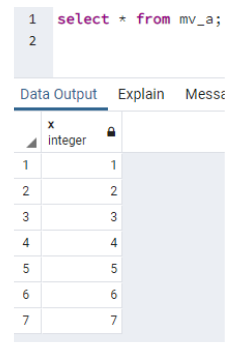 1 select * from mv_a;
2
Data Output Explain Messa
x
integer
1 1
2 2
3 3
4 4
5 5
6 6
7 7